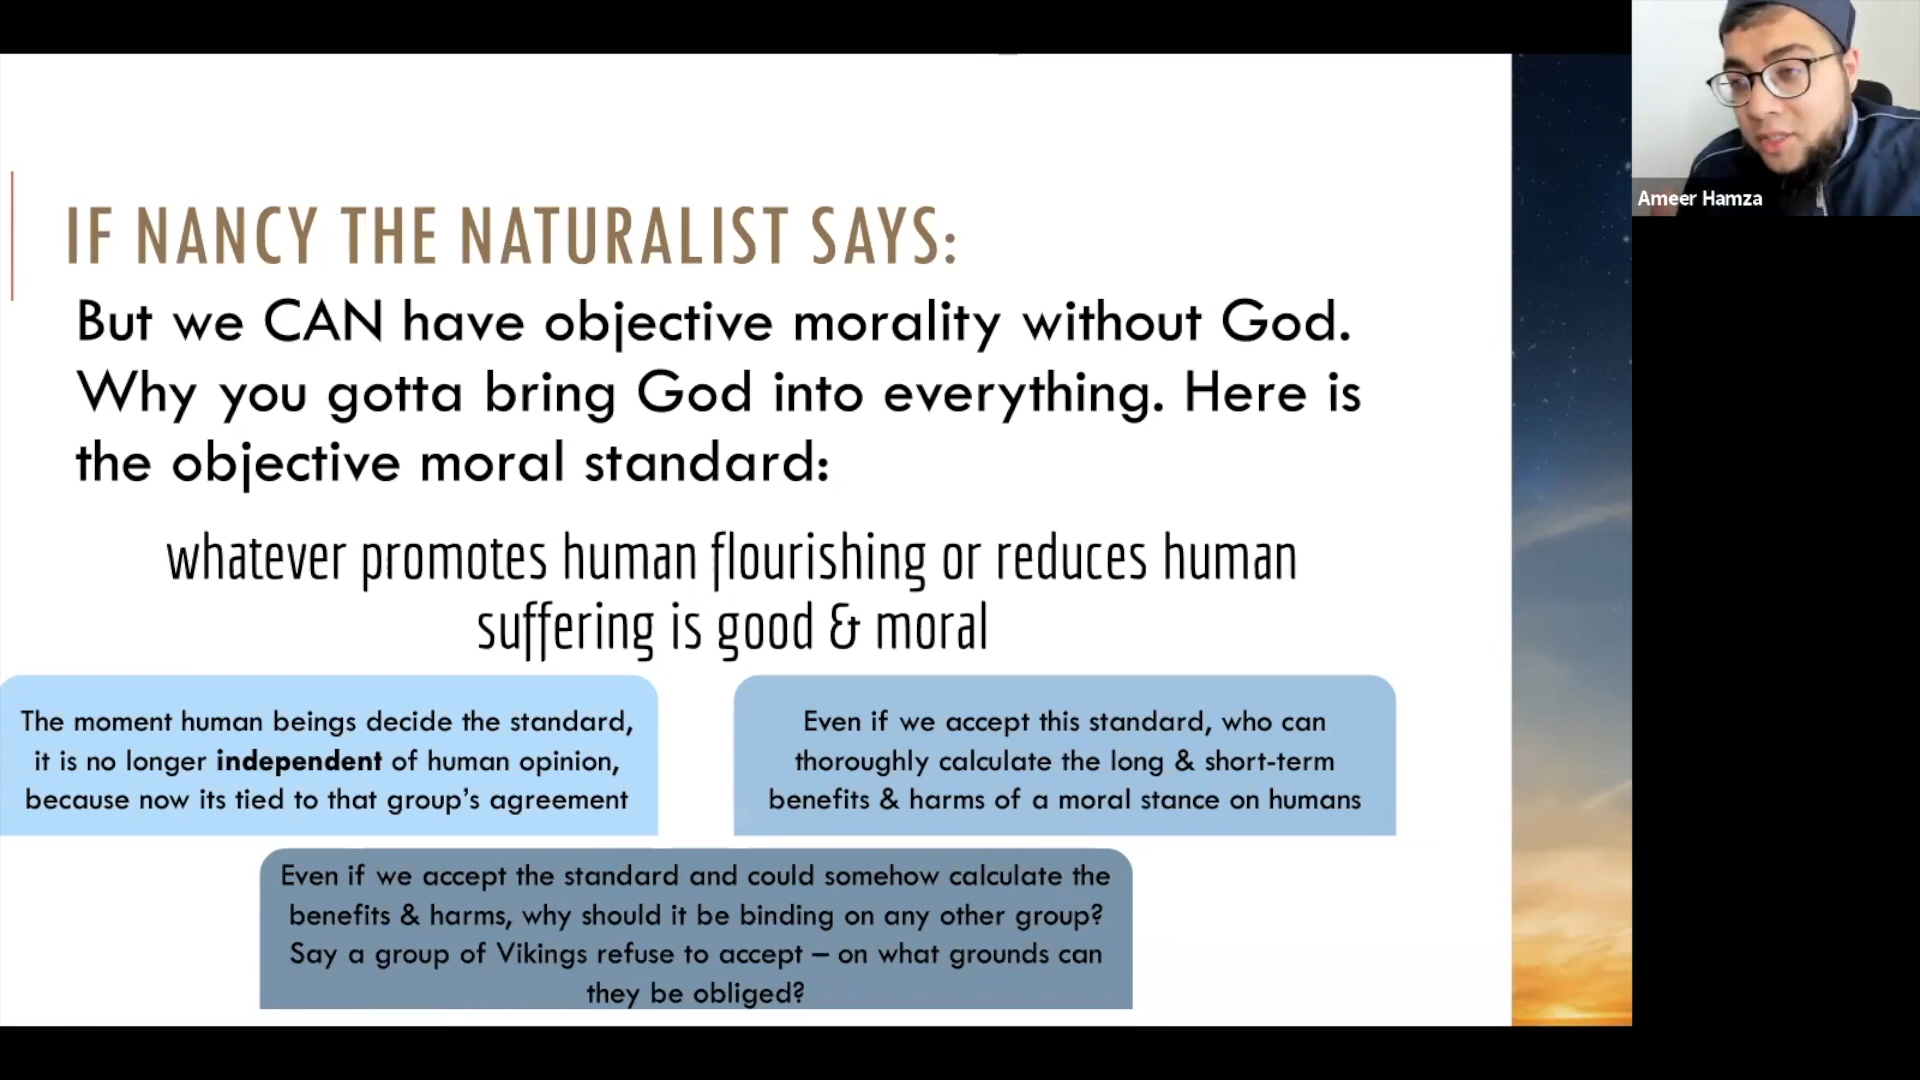 IF NANCY THE NATURALIST SAYS:
But we CAN have objective morality without God.
Why you gotta bring God into everything. Here is
the objective moral standard:
whatever promotes human flourishing or reduces human
suffering is good & moral
The moment human beings decide the standard,
it is no longer independent of human opinion,
because now its tied to that group's agreement
Even if we accept this standard, who can
thoroughly calculate the long & short-term
benefits & harms of a moral stance on humans
Even if we accept the standard and could somehow calculate the
benefits & harms, why should it be binding on any other group?
Say a group of Vikings refuse to accept – on what grounds can
they be obliged?
Ameer Hamza